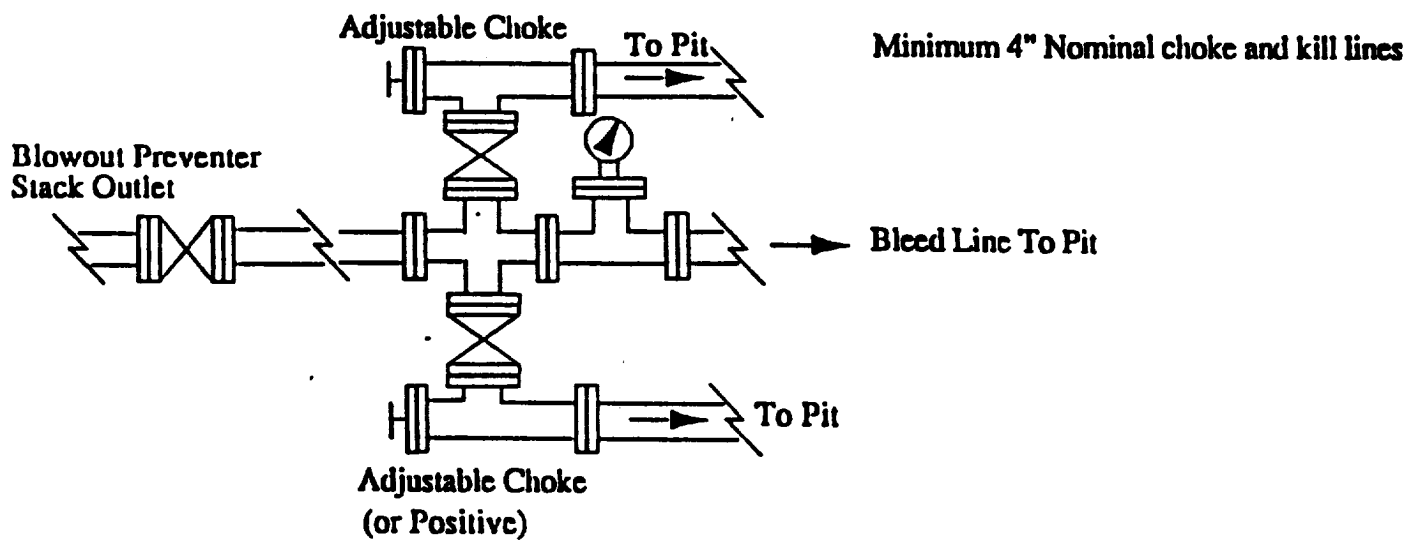 Adjustable Choke
To Pit
Minimum 4" Nominal choke and kill lines
Blowout Preventer
Stack Outlet
Bleed Line To Pit
To Pit
Adjustable Choke
(or Positive)